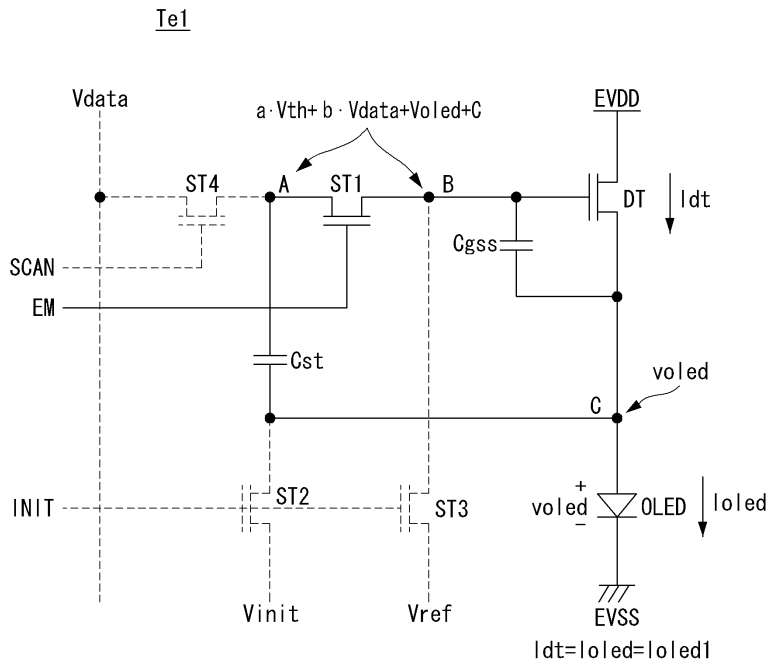 Te1
Vdata
a·Vth+b·Vdata+Voled+C
EVDD
ST4
A
ST1
B
DT
Idt
Cgss
SCAN
EM
Cst
voled
C
INIT
ST2
ST3
+
voled
-
OLED
Ioled
Vinit
Vref
EVSS
Idt=Ioled=Ioled1